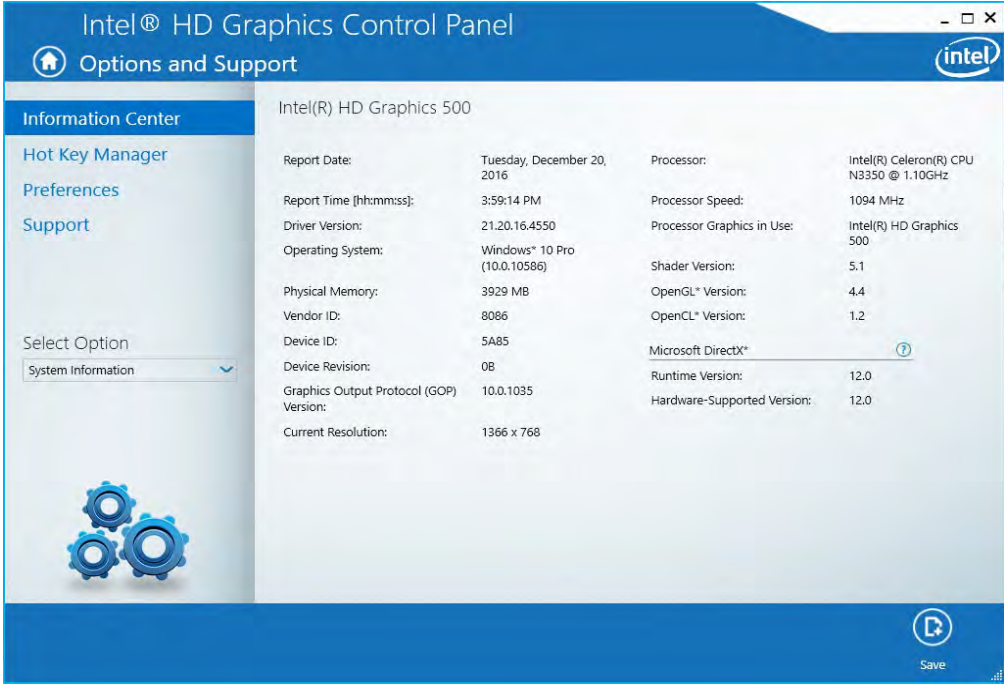 Intel® HD Graphics Control Panel
Options and Support
intel
Information Center
Hot Key Manager
Preferences
Support
Select Option
System Information
Intel(R) HD Graphics 500
Report Date: Tuesday, December 20,
2016
Report Time [hh:mm:ss]: 3:59:14 PM
Driver Version: 21.20.16.4550
Operating System: Windows* 10 Pro
(10.0.10586)
Physical Memory: 3929 MB
Vendor ID: 8086
Device ID: 5A85
Device Revision: 0B
Graphics Output Protocol (GOP) 10.0.1035
Version:
Current Resolution: 1366 x 768
Processor: Intel(R) Celeron(R) CPU
N3350 @ 1.10GHz
Processor Speed: 1094 MHz
Processor Graphics in Use: Intel(R) HD Graphics
500
Shader Version: 5.1
OpenGL* Version: 4.4
OpenCL* Version: 1.2
Microsoft DirectX* ?
Runtime Version: 12.0
Hardware-Supported Version: 12.0
Save